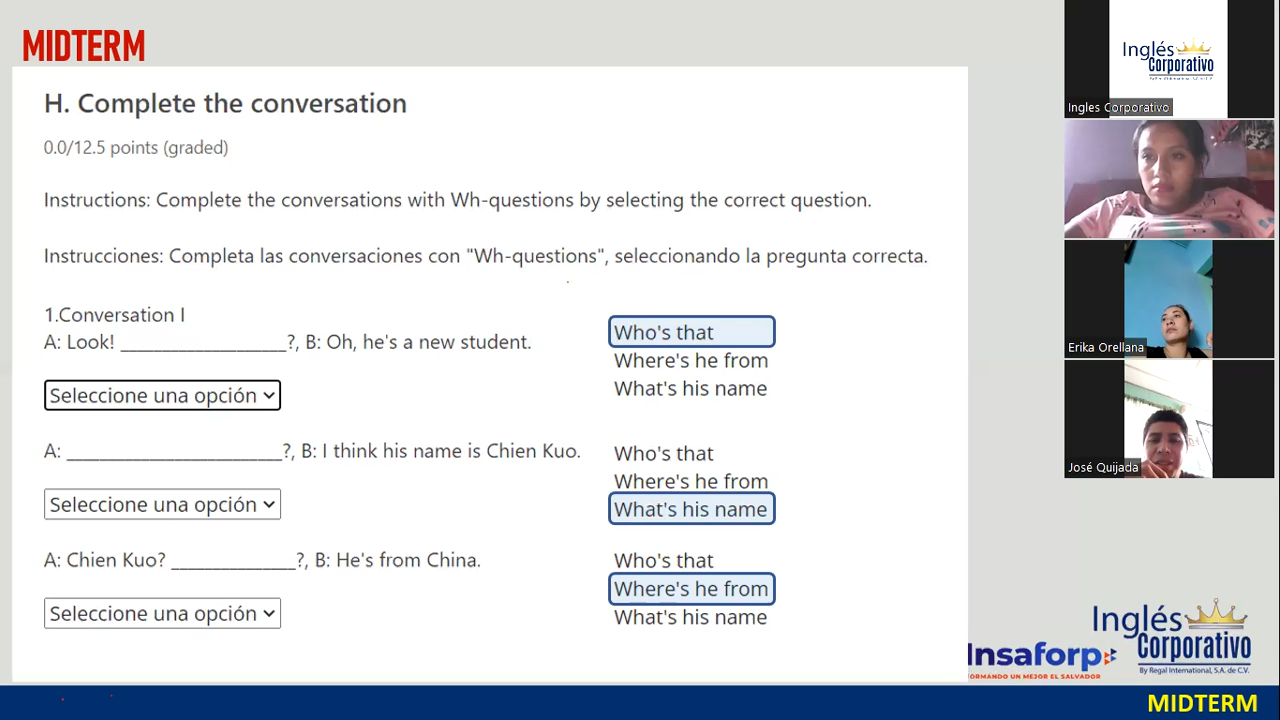 MIDTERM
H. Complete the conversation
0.0/12.5 points (graded)
Instructions: Complete the conversations with Wh-questions by selecting the correct question.
Instrucciones: Completa las conversaciones con "Wh-questions", seleccionando la pregunta correcta.
1.Conversation I
A: Look! ____________________?, B: Oh, he's a new student.
Seleccione una opción
Who's that
Where's he from
What's his name
A: __________________________?, B: I think his name is Chien Kuo.
Seleccione una opción
Who's that
Where's he from
What's his name
A: Chien Kuo? _______________?, B: He's from China.
Seleccione una opción
Who's that
Where's he from
What's his name
Inglés
Corporativo
Ingles Corporativo
Erika Orellana
José Quijada
Insaforp
FORMANDO UN MEJOR EL SALVADOR
Inglés
Corporativo
By Regal International, S.A. de C.V.
MIDTERM